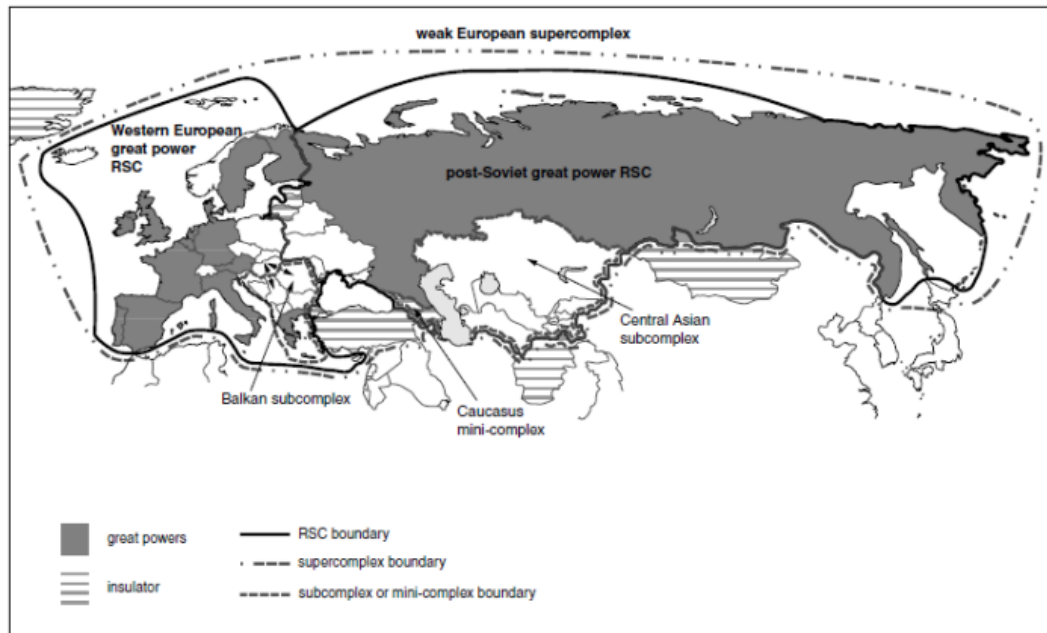 weak European supercomplex
Western European
great power
RSC
post-Soviet great power RSC
Central Asian
subcomplex
Balkan subcomplex
Caucasus
mini-complex
great powers
RSC boundary
supercomplex boundary
insulator
subcomplex or mini-complex boundary